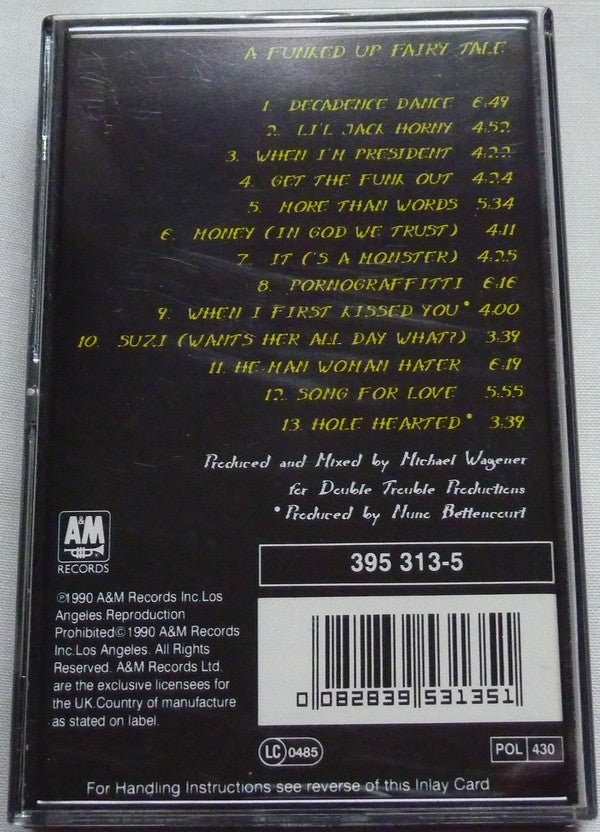 A FUNKED UP FAIRY TALE
1. DECADENCE DANCE 6:49
2. LI'L JACK HORNY 4:52
3. WHEN I'M PRESIDENT 4:22
4. GET THE FUNK OUT 4:24
5. MORE THAN WORDS 5:34
6. MONEY (IN GOD WE TRUST) 4:11
7. IT ('S A MONSTER) 4:25
8. PORNOGRAFFITTI 6:16
9. WHEN I FIRST KISSED YOU* 4:00
10. SUZI (WANTS HER ALL DAY WHAT?) 3:39
11. HE-MAN WOMAN HATER 6:19
12. SONG FOR LOVE 5:55
13. HOLE HEARTED* 3:39
Produced and Mixed by Michael Wagener
for Double Trouble Productions
*Produced by Nuno Bettencourt
A&M
RECORDS
395 313-5
℗1990 A&M Records Inc.Los
Angeles Reproduction
Prohibited©1990 A&M Records
Inc.Los Angeles. All Rights
Reserved. A&M Records Ltd.
are the exclusive licensees for
the UK.Country of manufacture
as stated on label.
0 082839 531351
LC 0485
POL 430
For Handling Instructions see reverse of this Inlay Card